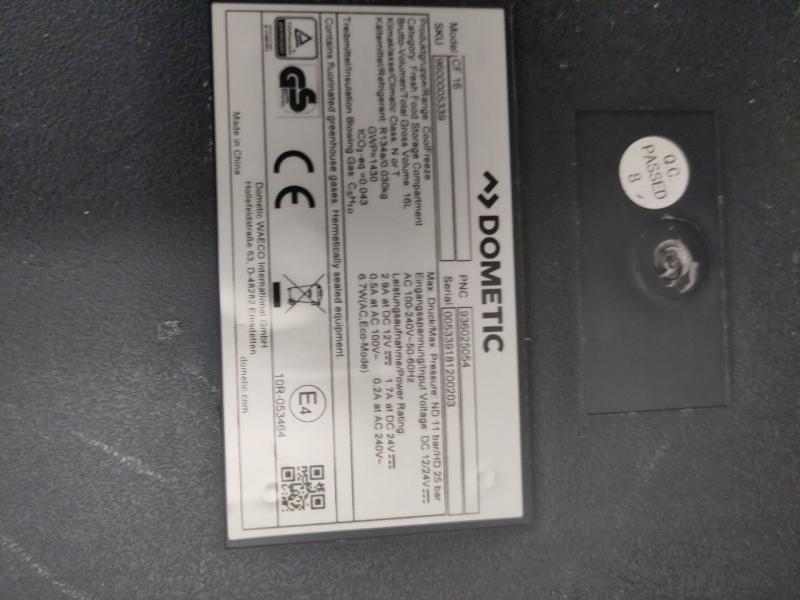 DOMETIC
Model CF 16
SKU 9600005339
PNC 936025054
Serial 00533918 1200203
Produktgruppe/Range CoolFreeze
Category Fresh Food Storage Compartment
Brutto-Volumen/Total Gross Volume: 16L
Klimaklasse/Climatic Class: N or T
Kältemittel/Refrigerant R134a/0.030kg
GWP=1430
tCO₂-eq =0.043
Treibmittel/Insulation Blowing Gas: C₅H₁₀
Max. Druck/Max. Pressure: ND 11 bar/HD 25 bar
Eingangsspannung/Input Voltage: DC 12/24V
AC 100-240V~50-60Hz
Leistungsaufnahme/Power Rating:
2.9A at DC 12V 1.7A at DC 24V
0.5A at AC 100V~ 0.2A at AC 240V~
6.7W(AC,Eco-Mode)
Contains fluorinated greenhouse gases. Hermetically sealed equipment
GS
CE
E4
10R-053464
Made in China
Dometic WAECO International GmbH
Hollefeldstraße 63, D-48282 Emsdetten
dometic.com
Q.C.
PASSED
8